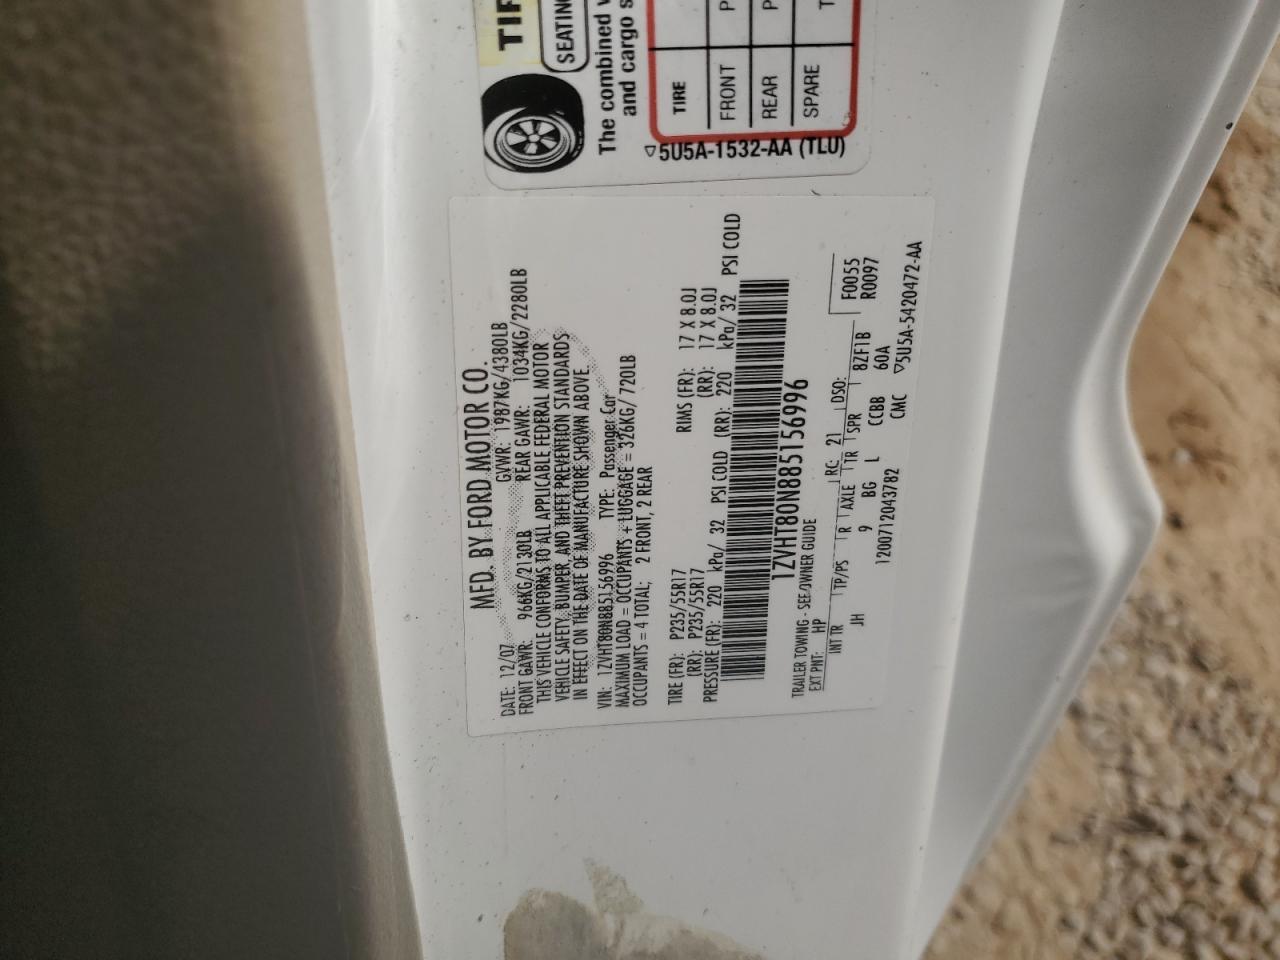 TIR
SEATING
The combined
and cargo s
TIRE
FRONT P
REAR P
SPARE T
5U5A-1532-AA (TLU)
MFD. BY FORD MOTOR CO.
DATE: 12/07 GVWR: 1987KG/4380LB
FRONT GAWR: 966KG/2130LB REAR GAWR: 1034KG/2280LB
THIS VEHICLE CONFORMS TO ALL APPLICABLE FEDERAL MOTOR
VEHICLE SAFETY, BUMPER, AND THEFT PREVENTION STANDARDS
IN EFFECT ON THE DATE OF MANUFACTURE SHOWN ABOVE.
VIN: 1ZVHT80N885156996 TYPE: Passenger Car
MAXIMUM LOAD = OCCUPANTS + LUGGAGE = 326KG/ 720LB
OCCUPANTS = 4 TOTAL; 2 FRONT, 2 REAR
TIRE (FR): P235/55R17 RIMS (FR): 17 X 8.0J
(RR): P235/55R17 (RR): 17 X 8.0J
PRESSURE (FR): 220 kPa/ 32 PSI COLD (RR): 220 kPa/ 32 PSI COLD
1ZVHT80N885156996
TRAILER TOWING - SEE OWNER GUIDE
EXT PNT: HP RC: 21 DSO: F0055
R0097
INT TR TP/PS R AXLE TR SPR 8ZF1B
JH 9 BG L CCBB 60A
1200712043782 CMC 5U5A-5420472-AA